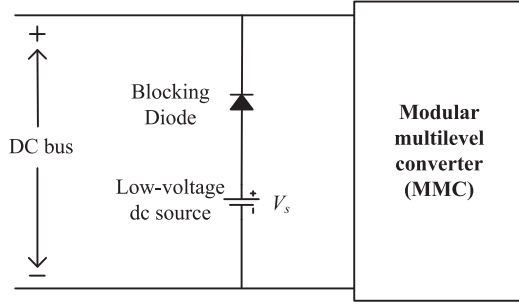 +
Blocking
Diode
DC bus
Low-voltage
dc source
+
-
Vs
−
Modular
multilevel
converter
(MMC)